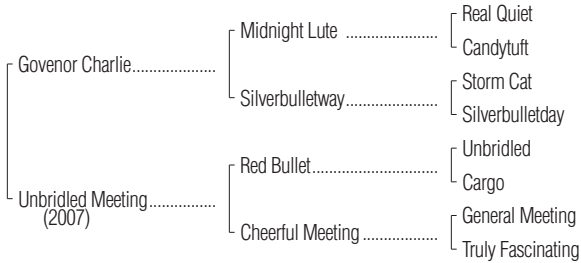 Real Quiet
Midnight Lute ....................
Candytuft
Govenor Charlie..................
Storm Cat
Silverbulletway....................
Silverbulletday
Unbridled
Red Bullet...........................
Cargo
Unbridled Meeting..............
(2007)
General Meeting
Cheerful Meeting ................
Truly Fascinating